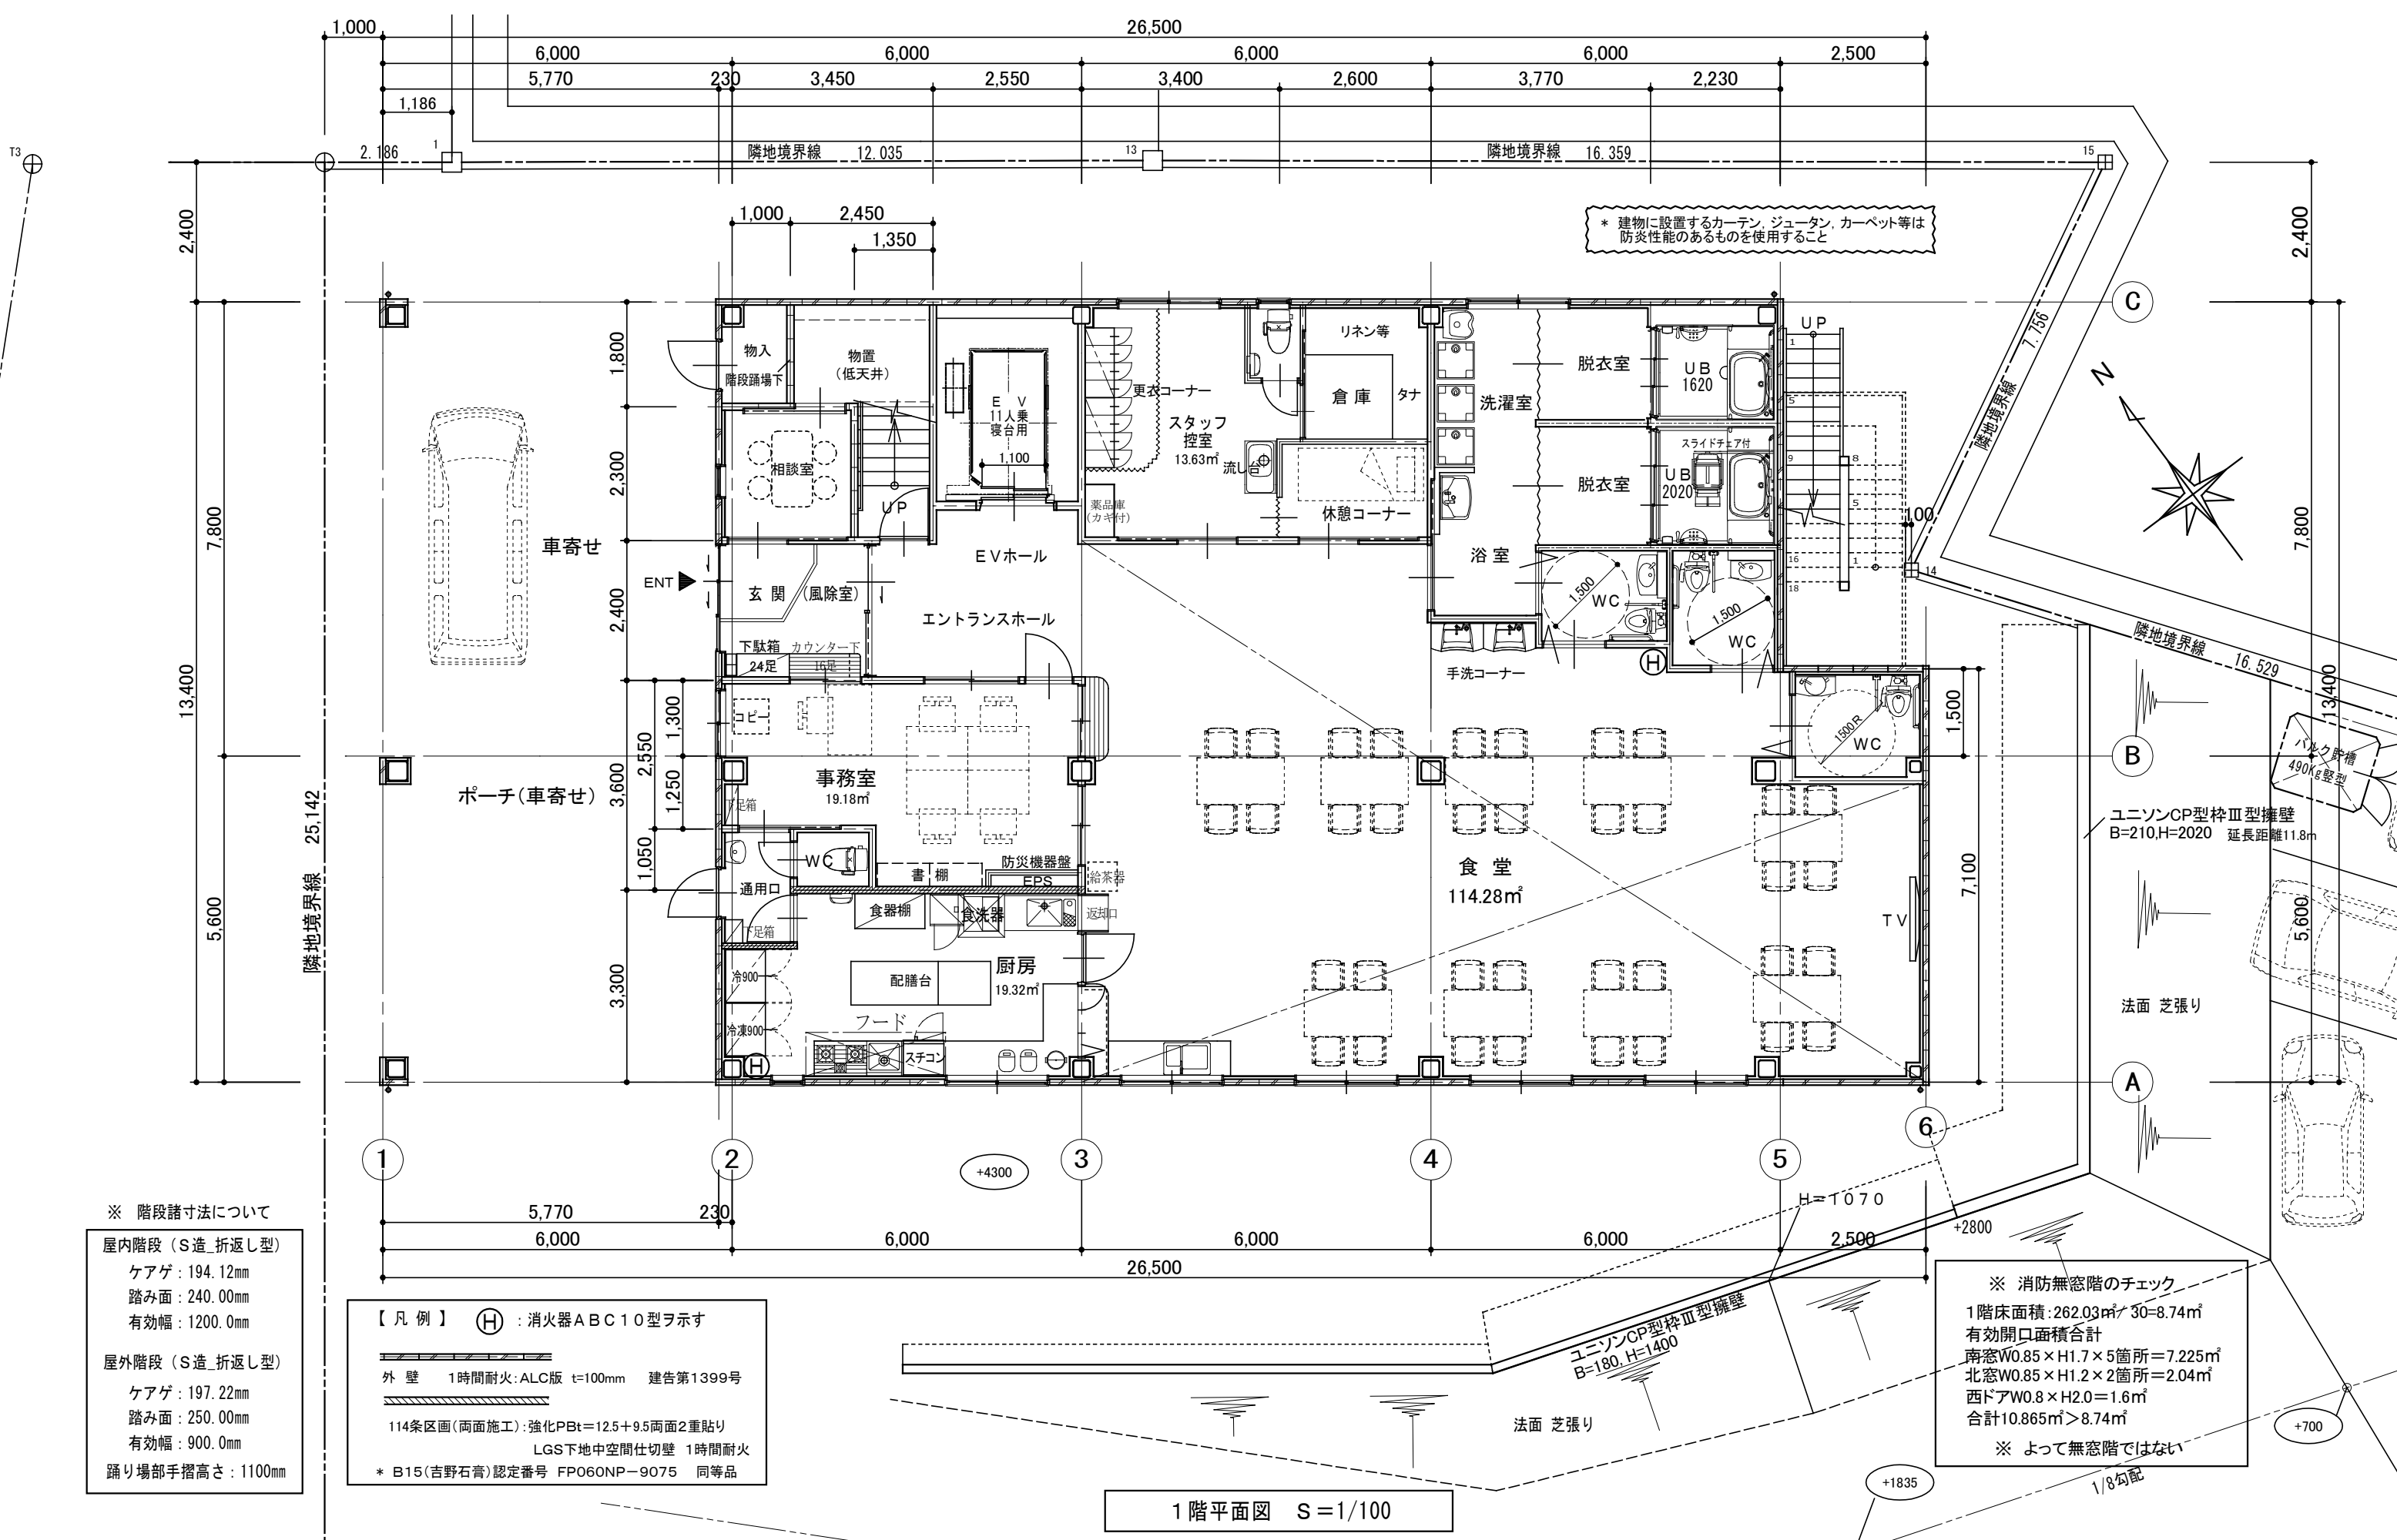 1,000
26,500
6,000 6,000 6,000 6,000 2,500
5,770 230 3,450 2,550 3,400 2,600 3,770 2,230
1,186
T3
2.186
1
隣地境界線 12.035
13
隣地境界線 16.359
15
2,400
1,000 2,450
1,350
* 建物に設置するカーテン, ジュータン, カーペット等は
防炎性能のあるものを使用すること
2,400
C
7.756
隣地境界線
N
物入
階段踊場下
物置
(低天井)
1,800
E V
11人乗
寝台用
1,100
更衣コーナー
スタッフ
控室
13.63㎡
流し台
薬品庫
(カギ付)
リネン等
倉庫
タナ
休憩コーナー
洗濯室
脱衣室
脱衣室
UB
1620
スライドチェア付
UB
2020
UP
1
5
9
8
5
16
1
18
100
14
相談室
UP
2,300
7,800
7,800
13,400
13,400
車寄せ
ENT
玄関 (風除室)
EVホール
エントランスホール
2,400
下駄箱 カウンター下
24足 16足
浴室
1,500
WC
1,500
WC
H
手洗コーナー
隣地境界線
16.529
コピー
1,300
2,550
3,600
1,250
1,050
事務室
19.18㎡
下足箱
WC
通用口
下足箱
書棚
防災機器盤
EPS
給茶器
1500R
WC
1,500
B
バルク貯槽
490Kg竪型
ユニソンCP型枠Ⅲ型擁壁
B=210,H=2020 延長距離11.8m
ポーチ(車寄せ)
隣地境界線 25,142
5,600
3,300
食堂
114.28㎡
TV
7,100
5,600
食器棚
食洗器
返却口
冷900
冷凍900
配膳台
厨房
19.32㎡
フード
スチコン
H
法面 芝張り
A
1 2 3 4 5 6
+4300
5,770 230
6,000 6,000 6,000 6,000 2,500
26,500
H=1070
+2800
ユニソンCP型枠Ⅲ型擁壁
B=180, H=1400
法面 芝張り
※ 階段諸寸法について
屋内階段（S造_折返し型）
ケアゲ：194.12mm
踏み面：240.00mm
有効幅：1200.0mm
屋外階段（S造_折返し型）
ケアゲ：197.22mm
踏み面：250.00mm
有効幅：900.0mm
踊り場部手摺高さ：1100mm
【凡例】 H ：消火器ABC10型ヲ示す
外壁 1時間耐火:ALC版 t=100mm 建告第1399号
114条区画(両面施工):強化PBt=12.5+9.5両面2重貼り
LGS下地中空間仕切壁 1時間耐火
* B15(吉野石膏)認定番号 FP060NP-9075 同等品
※ 消防無窓階のチェック
1階床面積:262.03㎡/30=8.74㎡
有効開口面積合計
南窓W0.85×H1.7×5箇所=7.225㎡
北窓W0.85×H1.2×2箇所=2.04㎡
西ドアW0.8×H2.0=1.6㎡
合計10.865㎡>8.74㎡
※ よって無窓階ではない
+700
+1835
1/8勾配
1階平面図 S=1/100